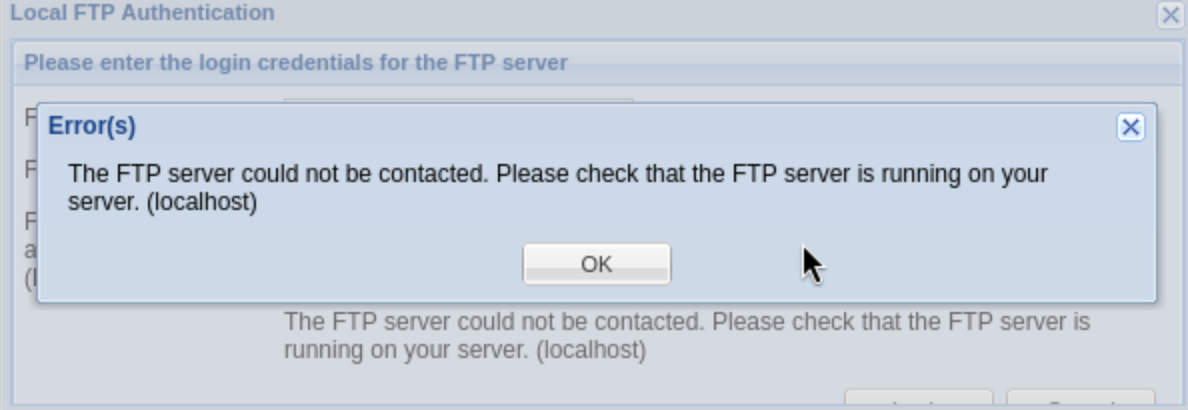 Local FTP Authentication
Please enter the login credentials for the FTP server
F
Error(s)
F
The FTP server could not be contacted. Please check that the FTP server is running on your
server. (localhost)
F
a
OK
The FTP server could not be contacted. Please check that the FTP server is
running on your server. (localhost)